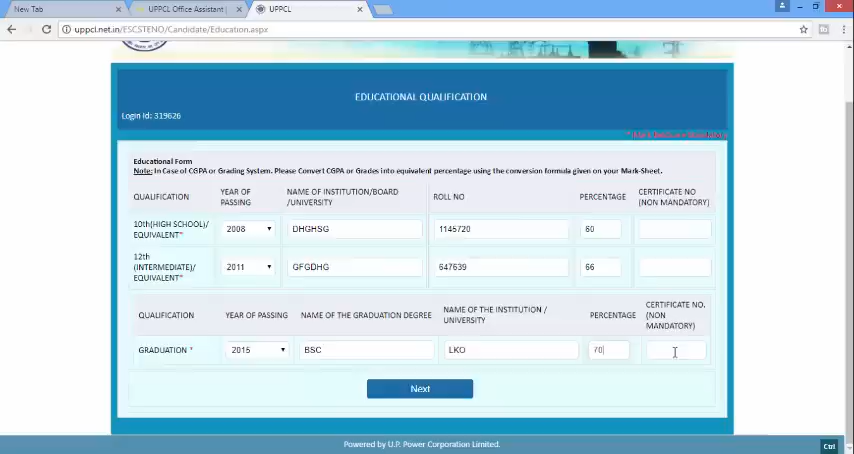 New Tab
UPPCL Office Assistant |
UPPCL
uppcl.net.in/ESCSTENO/Candidate/Education.aspx
EDUCATIONAL QUALIFICATION
Login Id: 319626
Educational Form
Note: In Case of CGPA or Grading System. Please Convert CGPA or Grades into equivalent percentage using the conversion formula given on your Mark-Sheet.
QUALIFICATION
YEAR OF
PASSING
NAME OF INSTITUTION/BOARD
/UNIVERSITY
ROLL NO
PERCENTAGE
CERTIFICATE NO
(NON MANDATORY)
10th(HIGH SCHOOL)/
EQUIVALENT*
2008
DHGHSG
1145720
60
12th
(INTERMEDIATE)/
EQUIVALENT*
2011
GFGDHG
647639
66
QUALIFICATION
YEAR OF PASSING
NAME OF THE GRADUATION DEGREE
NAME OF THE INSTITUTION /
UNIVERSITY
PERCENTAGE
CERTIFICATE NO.
(NON
MANDATORY)
GRADUATION *
2015
BSC
LKO
70
Next
Powered by U.P. Power Corporation Limited.
Ctrl